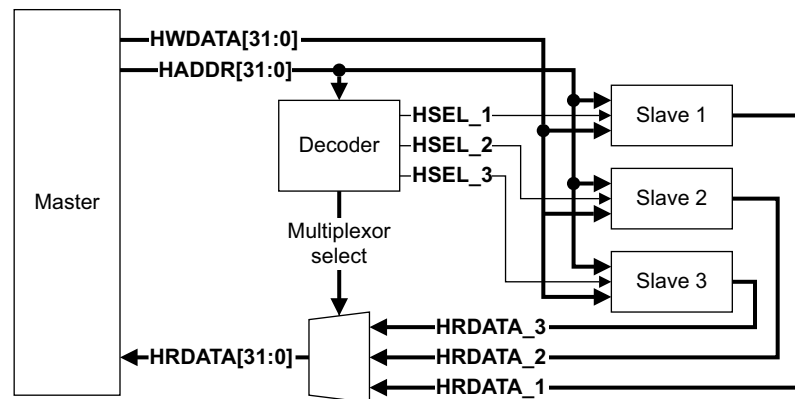 HWDATA[31:0]
HADDR[31:0]
HSEL_1
Slave 1
Decoder
HSEL_2
HSEL_3
Slave 2
Master
Multiplexor
select
Slave 3
HRDATA_3
HRDATA[31:0]
HRDATA_2
HRDATA_1